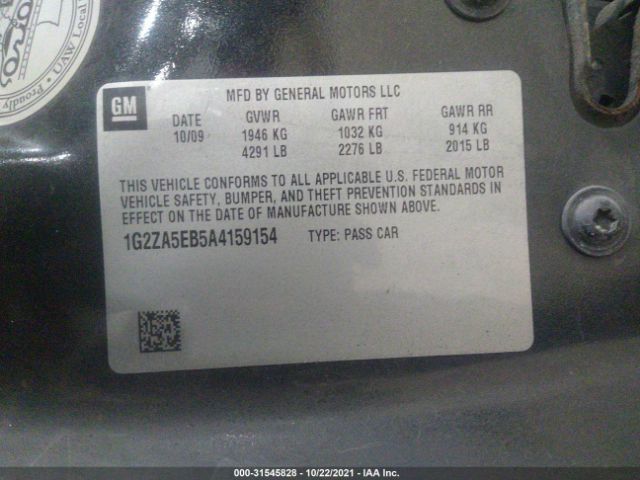 Proudly
UAW Local
GM
MFD BY GENERAL MOTORS LLC
DATE GVWR GAWR FRT GAWR RR
10/09 1946 KG 1032 KG 914 KG
4291 LB 2276 LB 2015 LB
THIS VEHICLE CONFORMS TO ALL APPLICABLE U.S. FEDERAL MOTOR
VEHICLE SAFETY, BUMPER, AND THEFT PREVENTION STANDARDS IN
EFFECT ON THE DATE OF MANUFACTURE SHOWN ABOVE.
1G2ZA5EB5A4159154 TYPE: PASS CAR
000-31545828 - 10/22/2021 - IAA Inc.